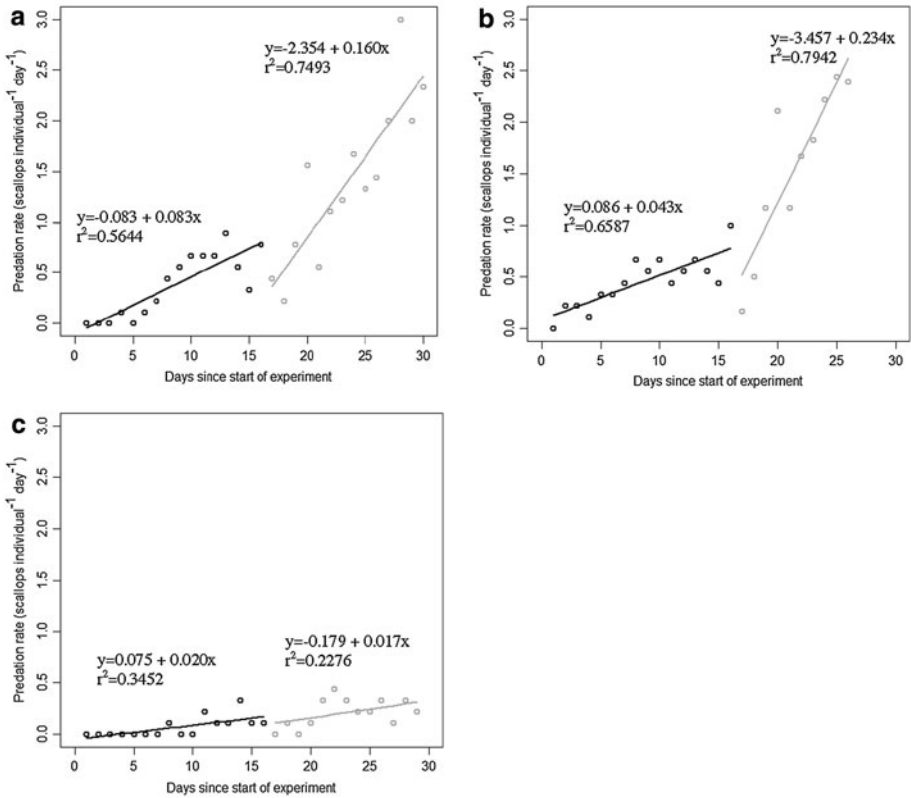 a
y=-2.354 + 0.160x
r²=0.7493
y=-0.083 + 0.083x
r²=0.5644
Predation rate (scallops individual⁻¹ day⁻¹)
0.0 0.5 1.0 1.5 2.0 2.5 3.0
0 5 10 15 20 25 30
Days since start of experiment
b
y=-3.457 + 0.234x
r²=0.7942
y=0.086 + 0.043x
r²=0.6587
Predation rate (scallops individual⁻¹ day⁻¹)
0.0 0.5 1.0 1.5 2.0 2.5 3.0
0 5 10 15 20 25 30
Days since start of experiment
c
y=0.075 + 0.020x
r²=0.3452
y=-0.179 + 0.017x
r²=0.2276
Predation rate (scallops individual⁻¹ day⁻¹)
0.0 0.5 1.0 1.5 2.0 2.5 3.0
0 5 10 15 20 25 30
Days since start of experiment